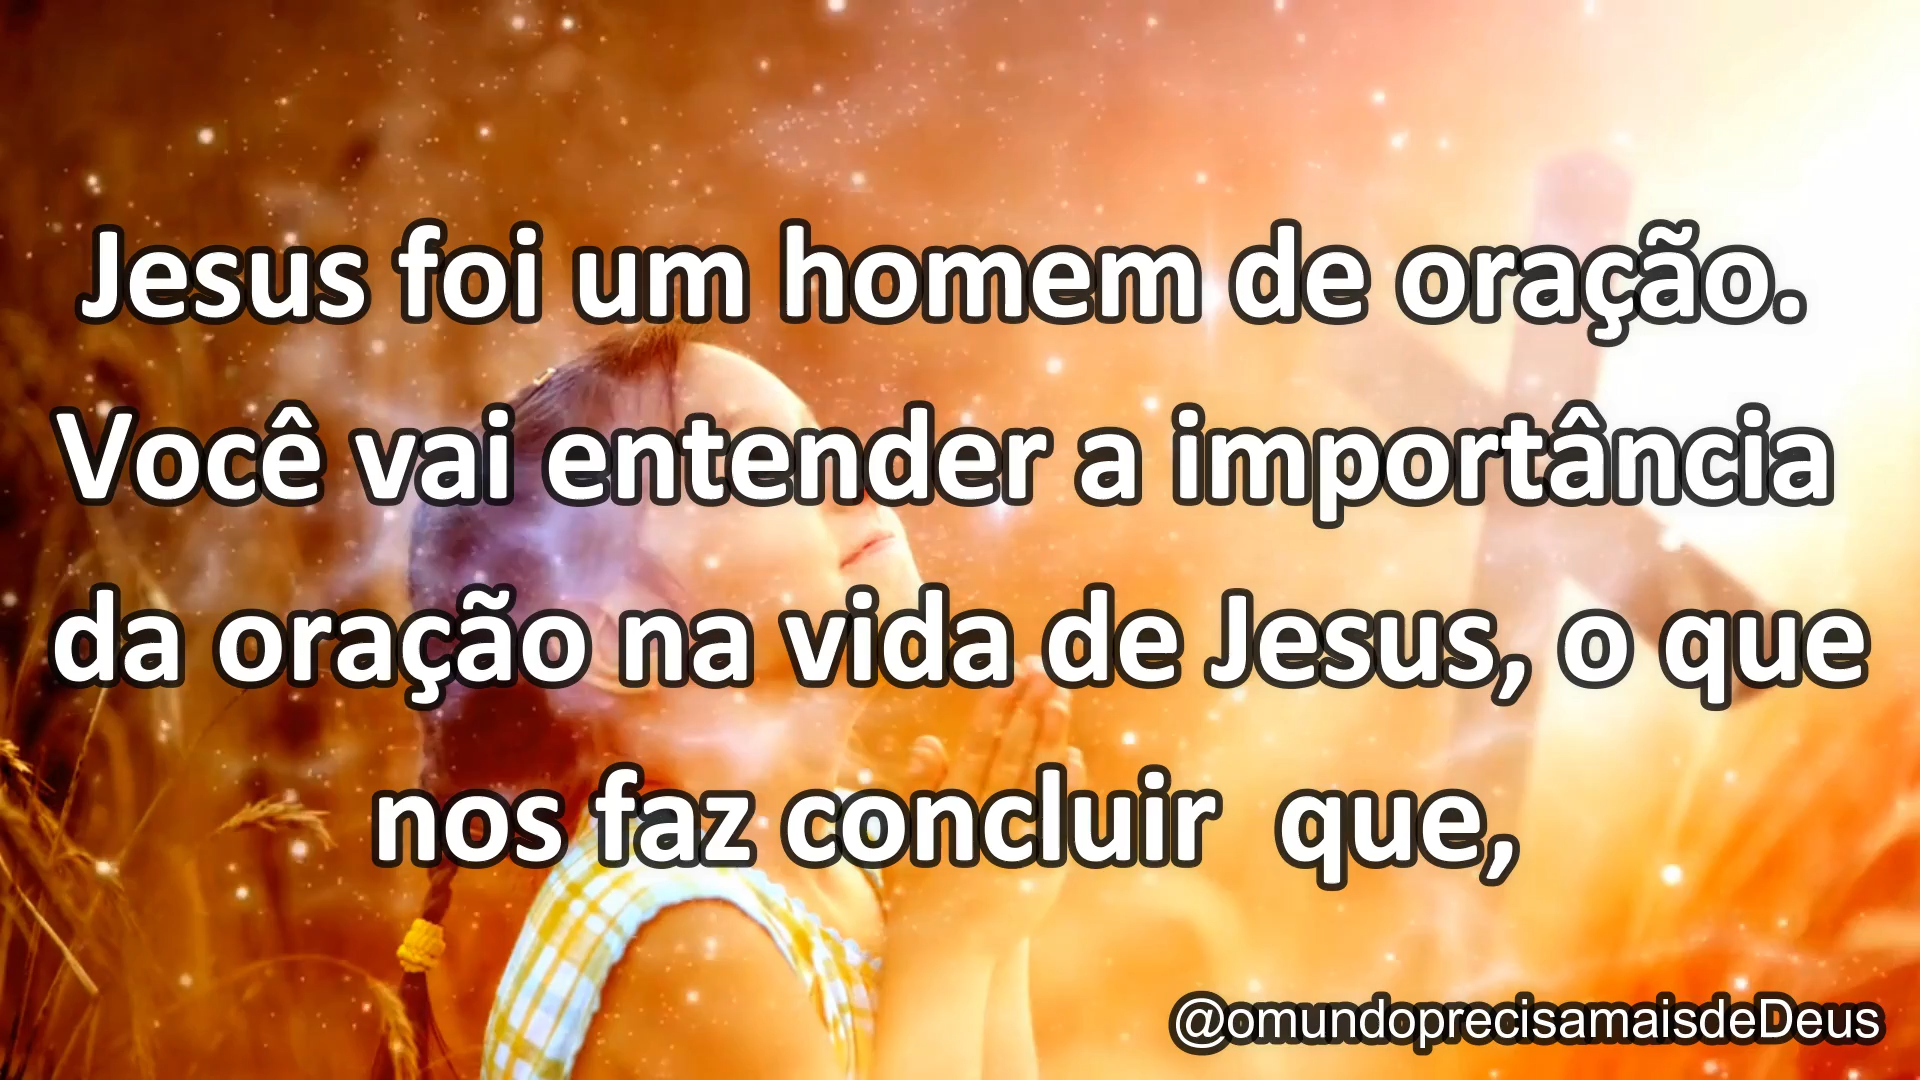 Jesus foi um homem de oração.
Você vai entender a importância
da oração na vida de Jesus, o que
nos faz concluir  que,
@omundoprecisamaisdeDeus